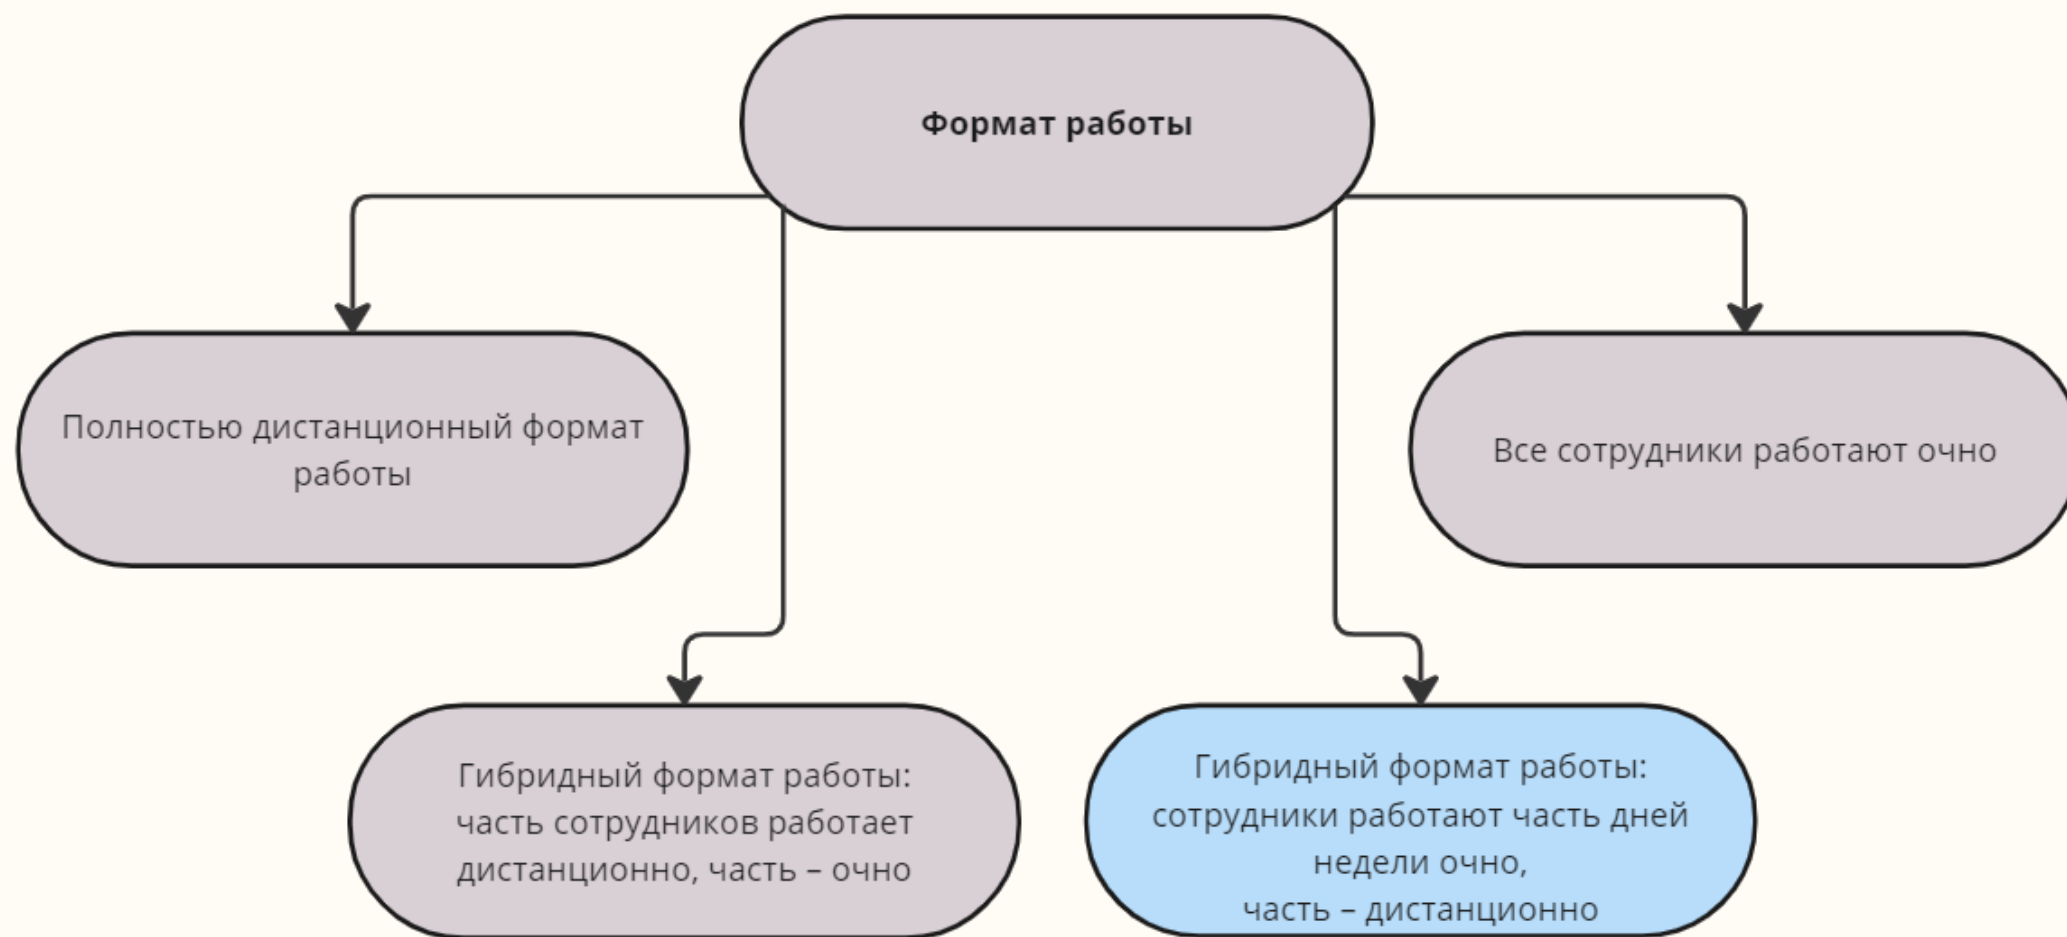 Формат работы
Полностью дистанционный формат
работы
Все сотрудники работают очно
Гибридный формат работы:
часть сотрудников работает
дистанционно, часть – очно
Гибридный формат работы:
сотрудники работают часть дней
недели очно,
часть – дистанционно